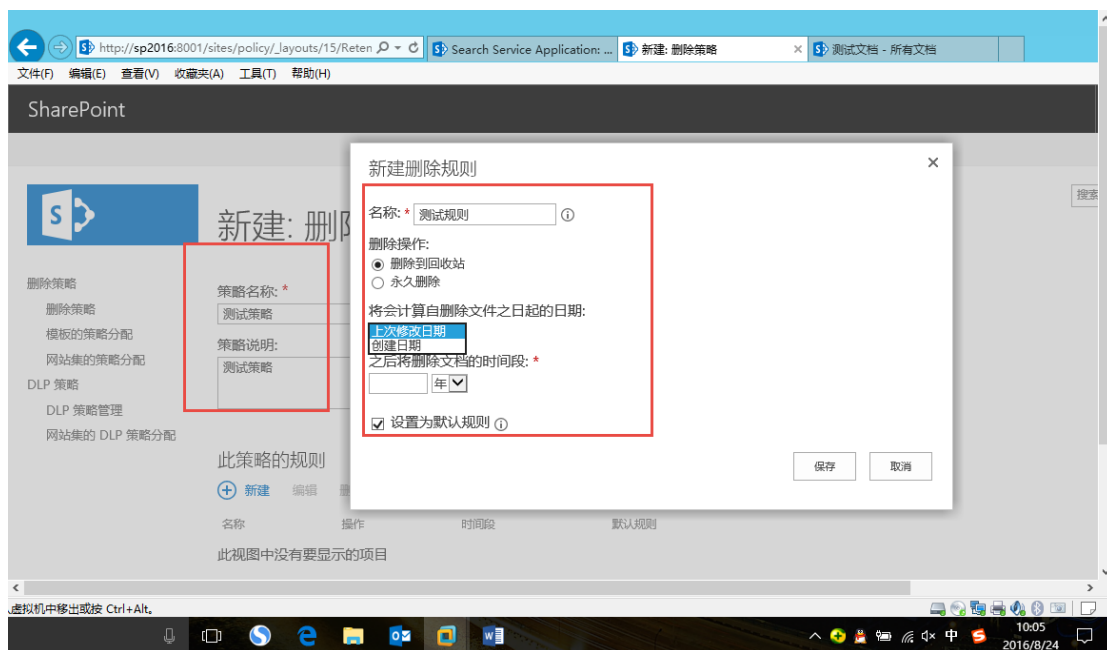 http://sp2016:8001/sites/policy/_layouts/15/Reten
Search Service Application: ...
新建: 删除策略
测试文档 - 所有文档
文件(F) 编辑(E) 查看(V) 收藏夹(A) 工具(T) 帮助(H)
SharePoint
搜索
新建: 删
删除策略
删除策略
模板的策略分配
网站集的策略分配
DLP 策略
DLP 策略管理
网站集的 DLP 策略分配
策略名称: *
测试策略
策略说明:
测试策略
此策略的规则
新建 编辑
名称 操作 时间段 默认规则
此视图中没有要显示的项目
新建删除规则
名称: * 测试规则
删除操作:
删除到回收站
永久删除
将会计算自删除文件之日起的日期:
上次修改日期
创建日期
之后将删除文档的时间段: *
年
设置为默认规则
保存 取消
虚拟机中移出或按 Ctrl+Alt。
中
10:05
2016/8/24